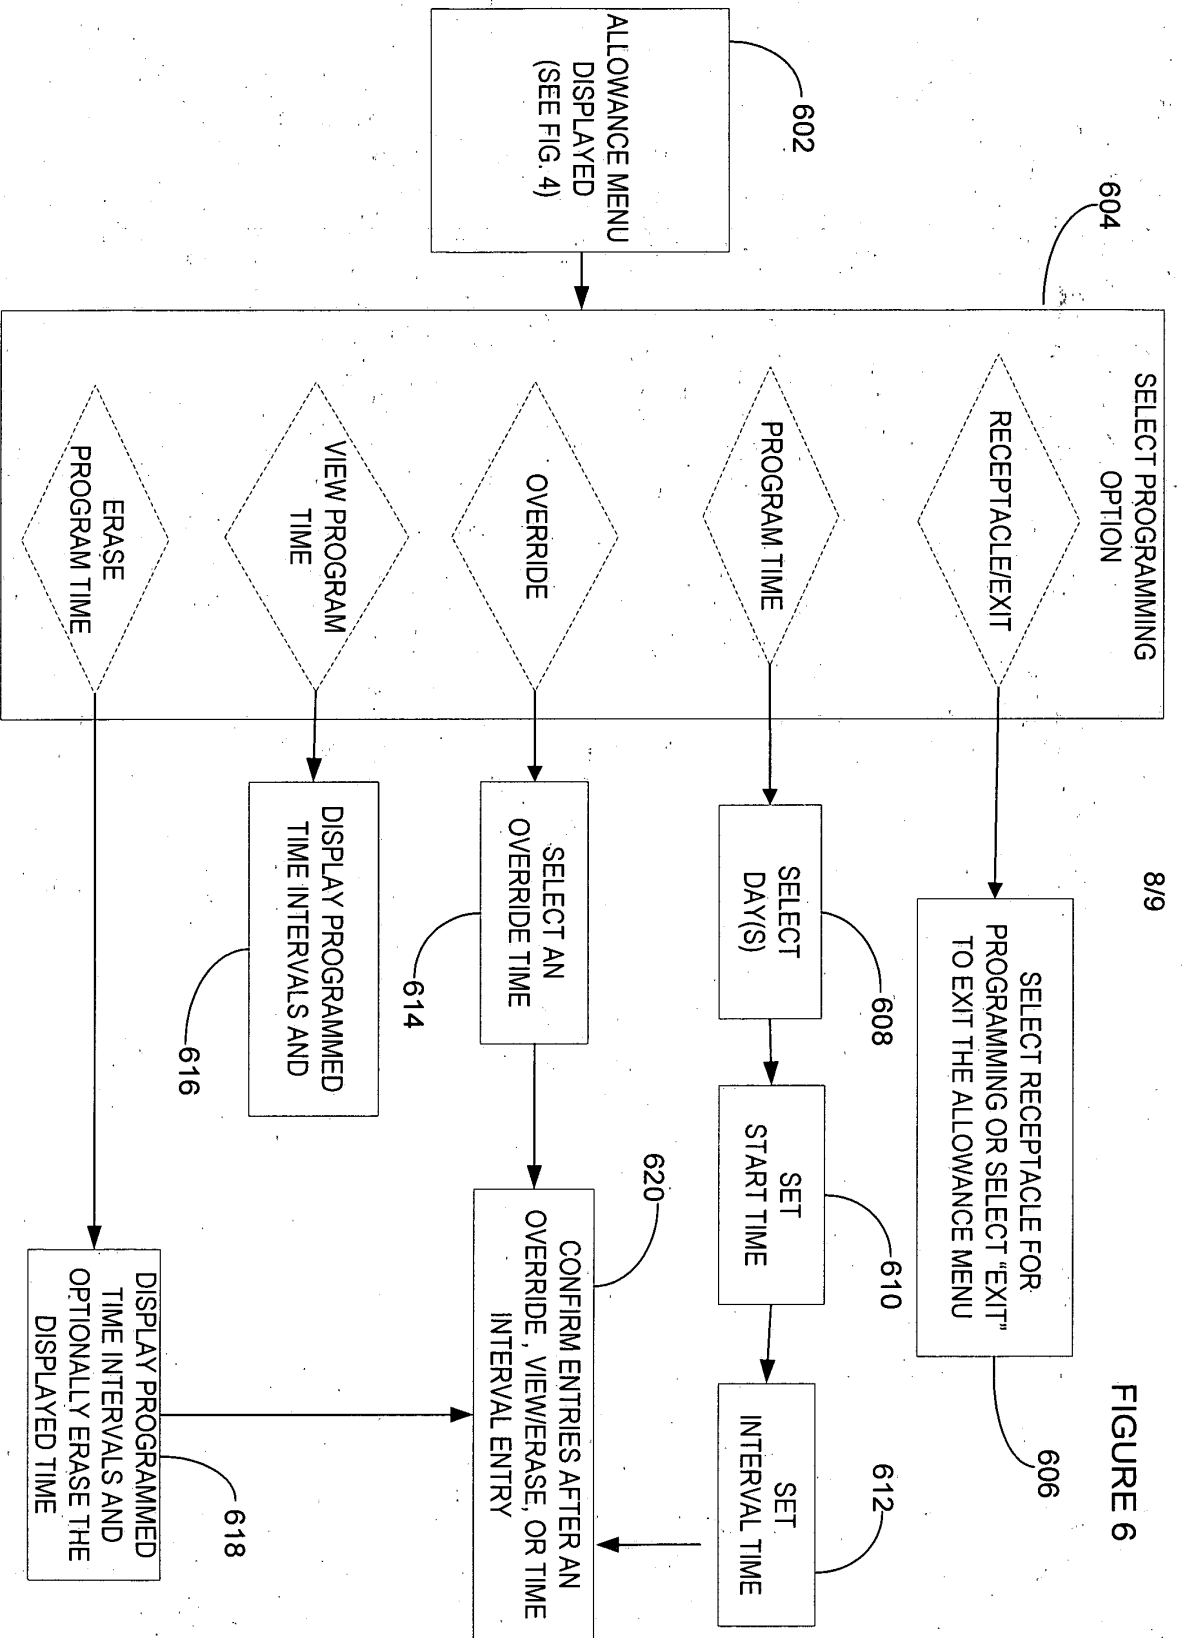 8/9
FIGURE 6
602
ALLOWANCE MENU
DISPLAYED
(SEE FIG. 4)
604
SELECT PROGRAMMING
OPTION
RECEPTACLE/EXIT
SELECT RECEPTACLE FOR
PROGRAMMING OR SELECT "EXIT"
TO EXIT THE ALLOWANCE MENU
606
PROGRAM TIME
SELECT
DAY(S)
608
SET
START TIME
610
SET
INTERVAL TIME
612
OVERRIDE
SELECT AN
OVERRIDE TIME
614
CONFIRM ENTRIES AFTER AN
OVERRIDE , VIEW/ERASE, OR TIME
INTERVAL ENTRY
620
VIEW PROGRAM
TIME
DISPLAY PROGRAMMED
TIME INTERVALS AND
616
ERASE
PROGRAM TIME
DISPLAY PROGRAMMED
TIME INTERVALS AND
OPTIONALLY ERASE THE
DISPLAYED TIME
618